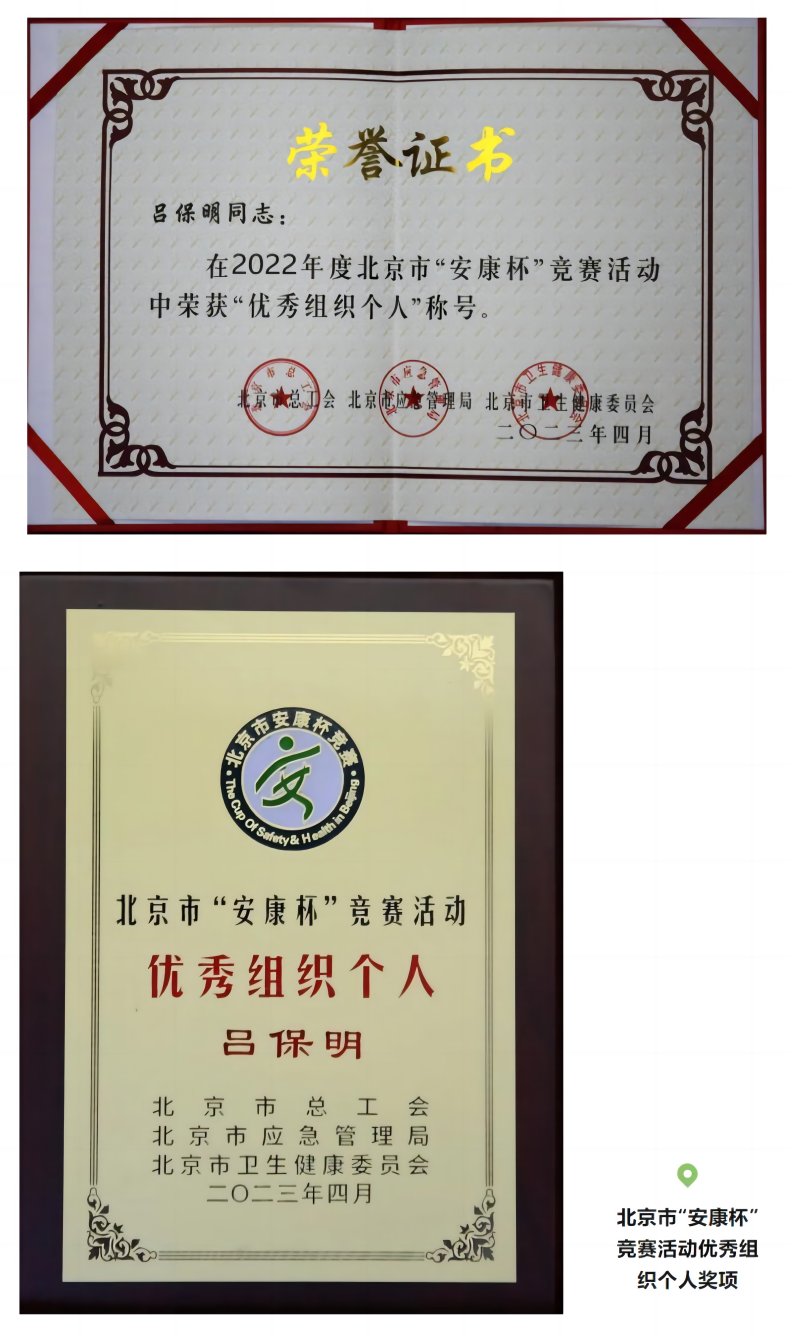 荣誉证书
吕保明同志：
在2022年度北京市“安康杯”竞赛活动
中荣获“优秀组织个人”称号。
北京市总工会 北京市应急管理局 北京市卫生健康委员会
二〇二三年四月
北京市安康杯竞赛
The Cup Of Safety & Health in Beijing
北京市“安康杯”竞赛活动
优秀组织个人
吕保明
北京市总工会
北京市应急管理局
北京市卫生健康委员会
二〇二三年四月
北京市“安康杯”
竞赛活动优秀组
织个人奖项